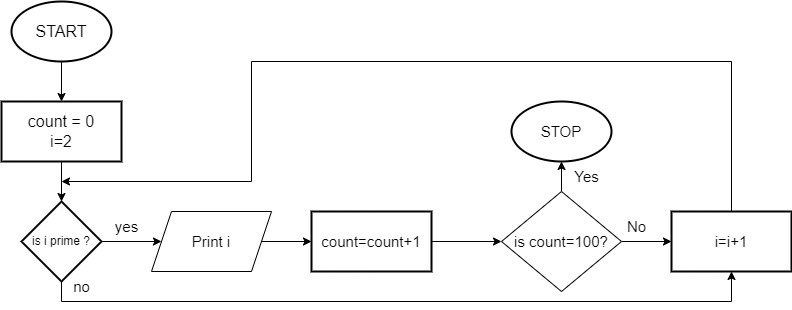 START
count = 0
i=2
STOP
Yes
is i prime ?
yes
Print i
count=count+1
is count=100?
No
i=i+1
no